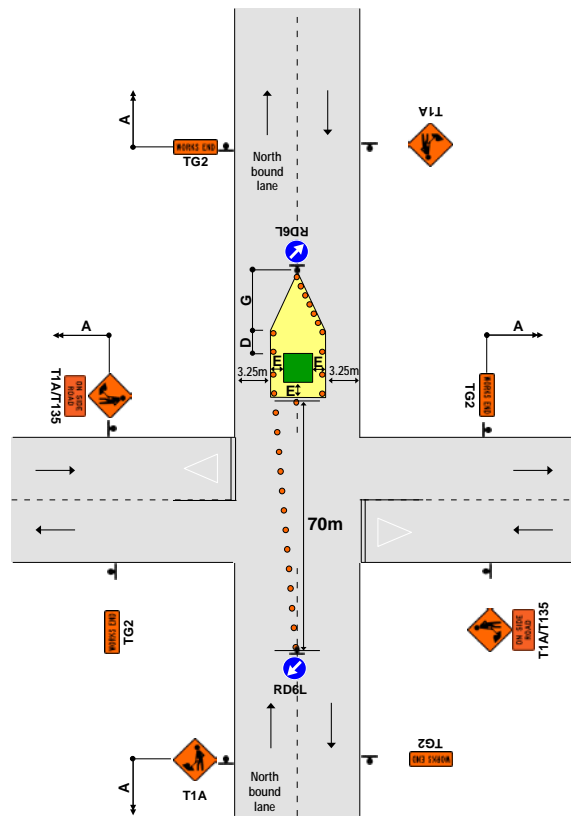 A
WORKS END
TG2
North
bound
lane
T1A
RD6L
G
D
A
A
E
E
3.25m
3.25m
E
T1A/T135
ON SIDE
ROAD
TG2
WORKS END
70m
WORKS END
TG2
ON SIDE
ROAD
T1A/T135
RD6L
A
T1A
North
bound
lane
TG2
WORKS END